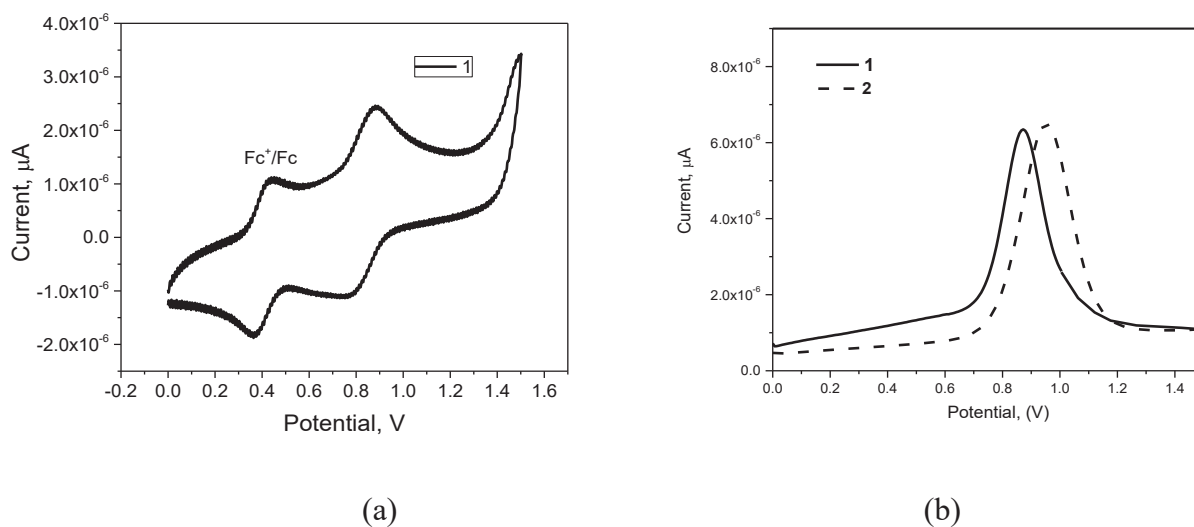 4.0x10⁻⁶
3.0x10⁻⁶
2.0x10⁻⁶
1.0x10⁻⁶
0.0
-1.0x10⁻⁶
-2.0x10⁻⁶
Current, μA
1
Fc⁺/Fc
-0.2 0.0 0.2 0.4 0.6 0.8 1.0 1.2 1.4 1.6
Potential, V
(a)
8.0x10⁻⁶
6.0x10⁻⁶
4.0x10⁻⁶
2.0x10⁻⁶
0.0
Current, μA
1
2
0.0 0.2 0.4 0.6 0.8 1.0 1.2 1.4
Potential, (V)
(b)